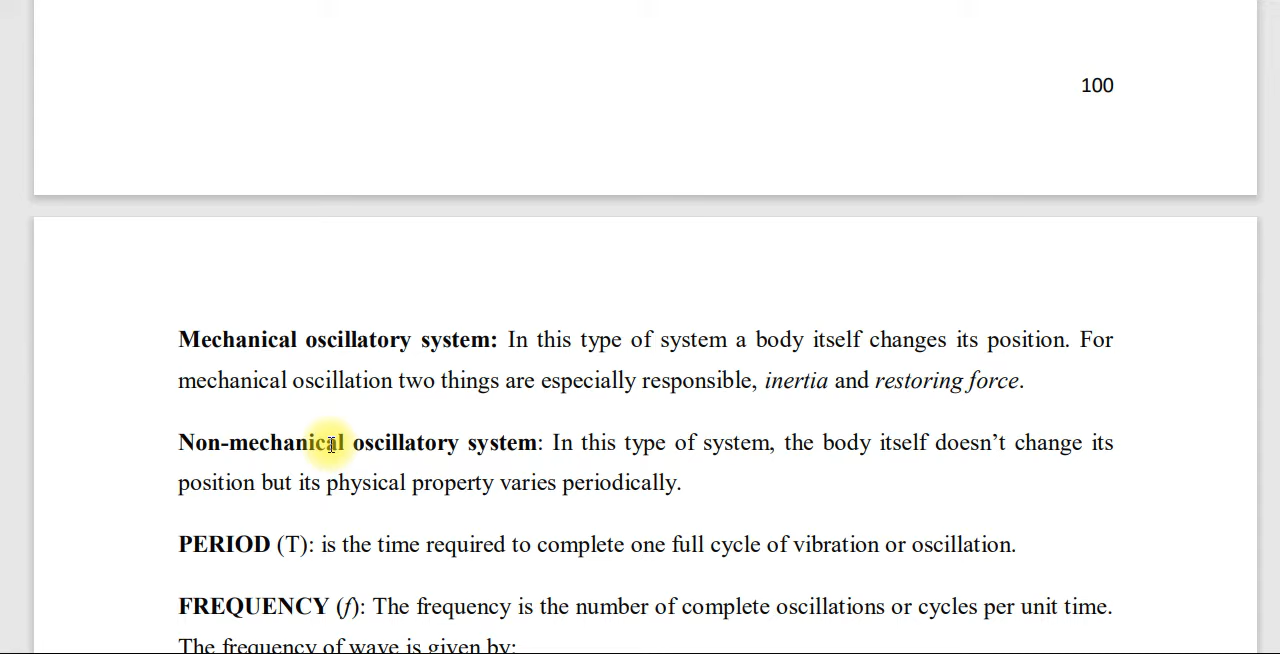 100
Mechanical oscillatory system: In this type of system a body itself changes its position. For
mechanical oscillation two things are especially responsible, inertia and restoring force.
Non-mechanical oscillatory system: In this type of system, the body itself doesn’t change its
position but its physical property varies periodically.
PERIOD (T): is the time required to complete one full cycle of vibration or oscillation.
FREQUENCY (f): The frequency is the number of complete oscillations or cycles per unit time.
The frequency of wave is given by: